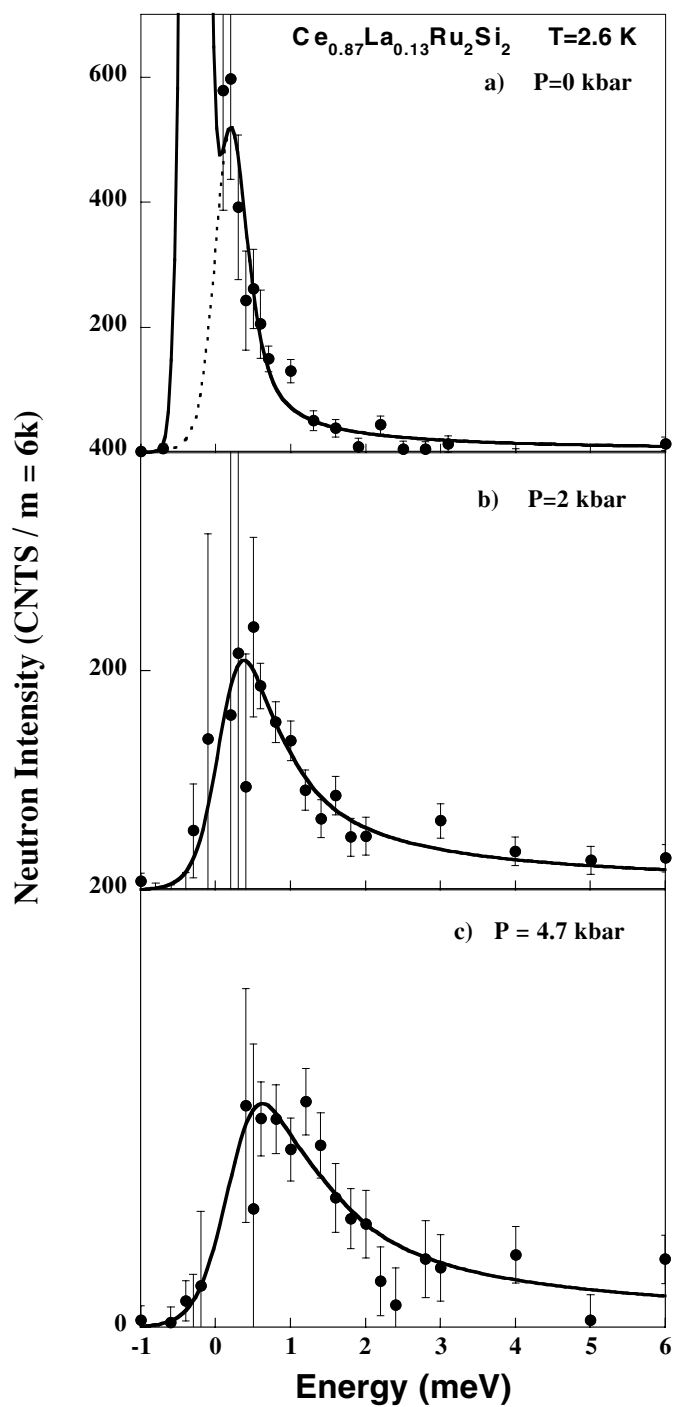 Ce0.87La0.13Ru2Si2 T=2.6 K
a) P=0 kbar
600
400
200
400
b) P=2 kbar
200
200
c) P = 4.7 kbar
0
-1 0 1 2 3 4 5 6
Energy (meV)
Neutron Intensity (CNTS / m = 6k)